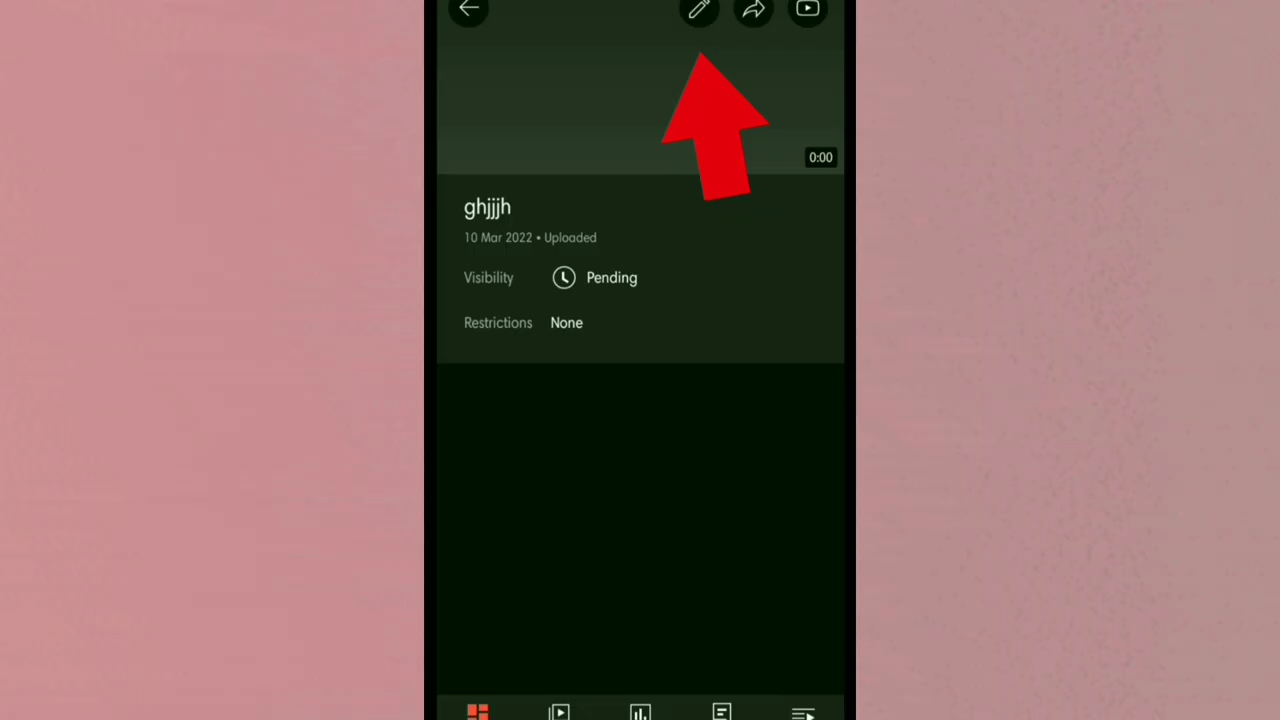 0:00
ghjjjh
10 Mar 2022 • Uploaded
Visibility Pending
Restrictions None